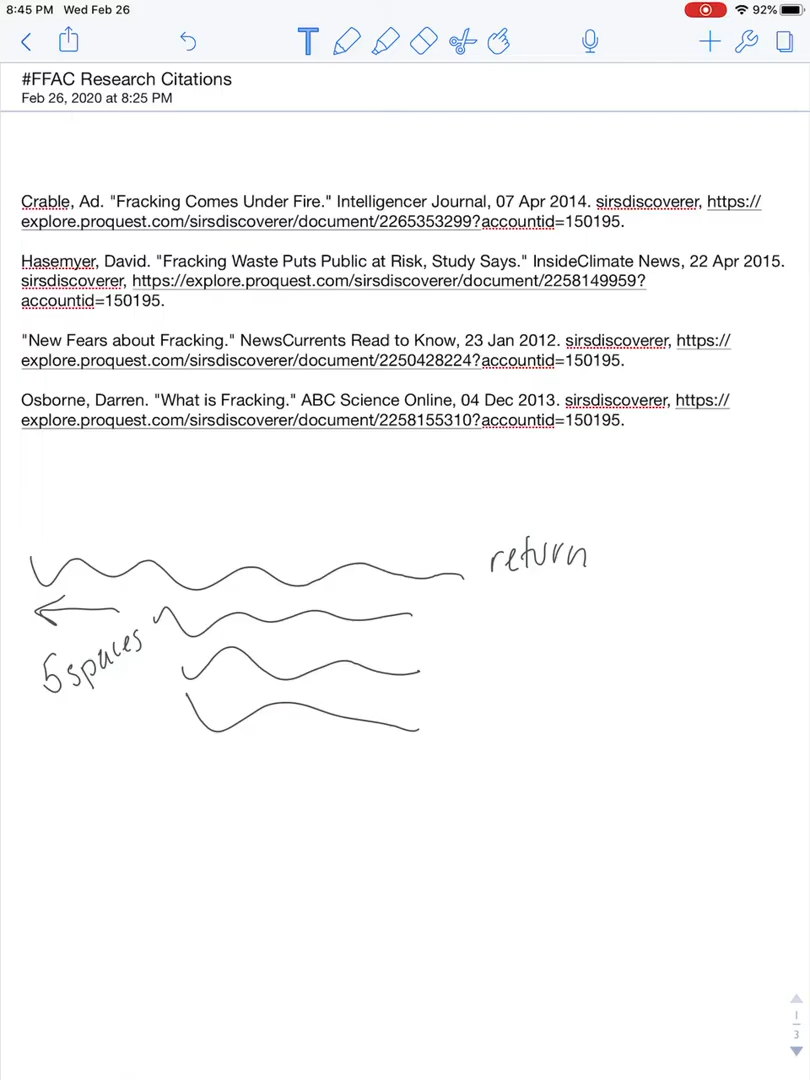 8:45 PM Wed Feb 26
92%
T
#FFAC Research Citations
Feb 26, 2020 at 8:25 PM
Crable, Ad. "Fracking Comes Under Fire." Intelligencer Journal, 07 Apr 2014. sirsdiscoverer, https://
explore.proquest.com/sirsdiscoverer/document/2265353299?accountid=150195.
Hasemyer, David. "Fracking Waste Puts Public at Risk, Study Says." InsideClimate News, 22 Apr 2015.
sirsdiscoverer, https://explore.proquest.com/sirsdiscoverer/document/2258149959?
accountid=150195.
"New Fears about Fracking." NewsCurrents Read to Know, 23 Jan 2012. sirsdiscoverer, https://
explore.proquest.com/sirsdiscoverer/document/2250428224?accountid=150195.
Osborne, Darren. "What is Fracking." ABC Science Online, 04 Dec 2013. sirsdiscoverer, https://
explore.proquest.com/sirsdiscoverer/document/2258155310?accountid=150195.
return
5 spaces
1
3